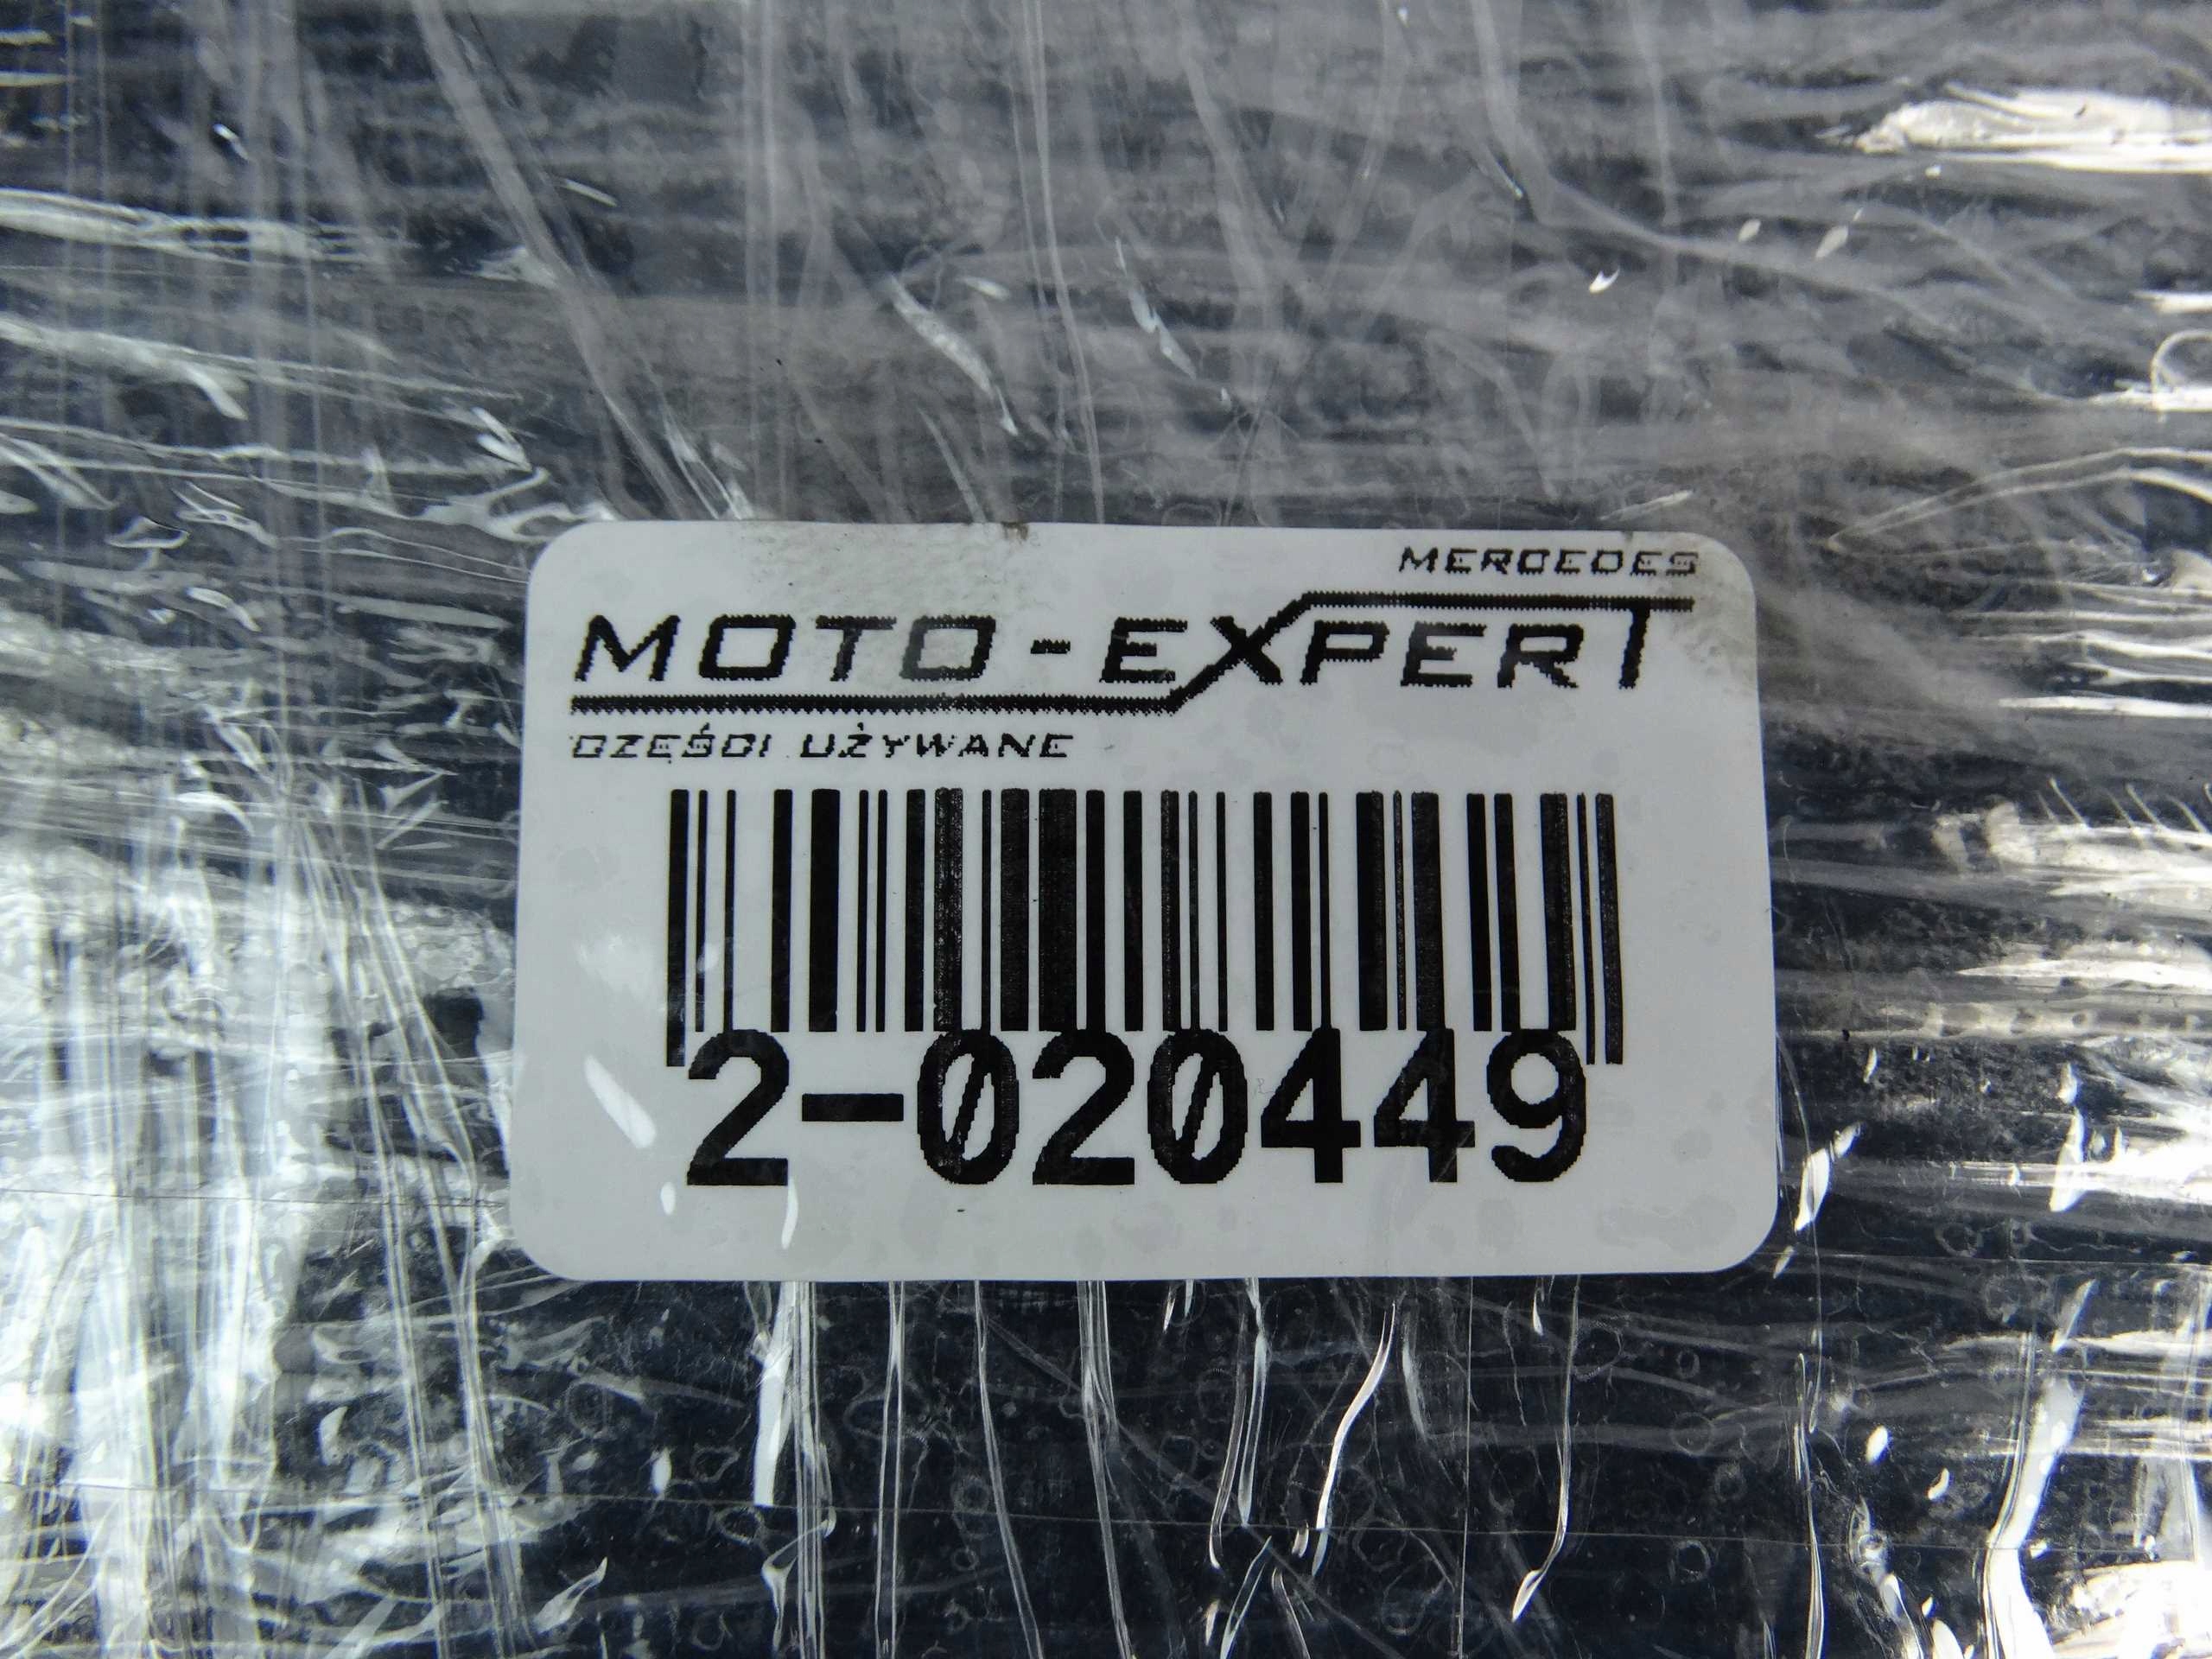 MERCEDES
MOTO-EXPERT
CZĘŚCI UŻYWANE
2-020449